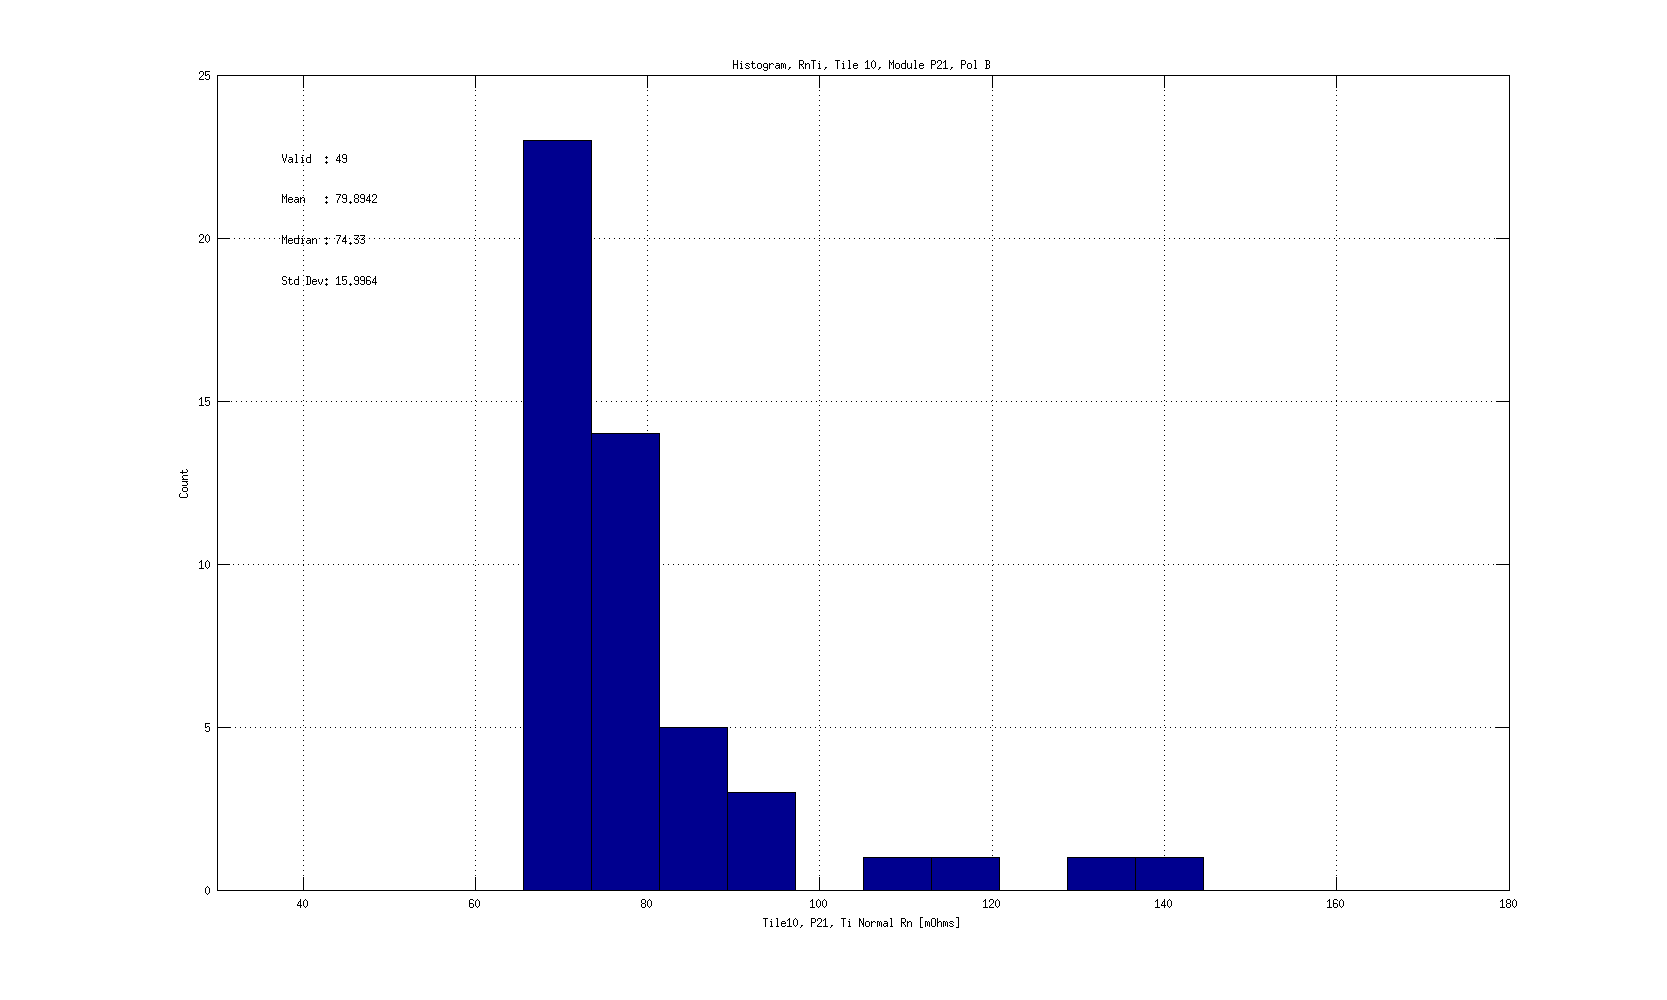 Histogram, RnTi, Tile 10, Module P21, Pol B
25
20
15
10
5
0
Count
Valid : 49
Mean : 79.8942
Median : 74.33
Std Dev: 15.9964
40 60 80 100 120 140 160 180
Tile10, P21, Ti Normal Rn [mOhms]